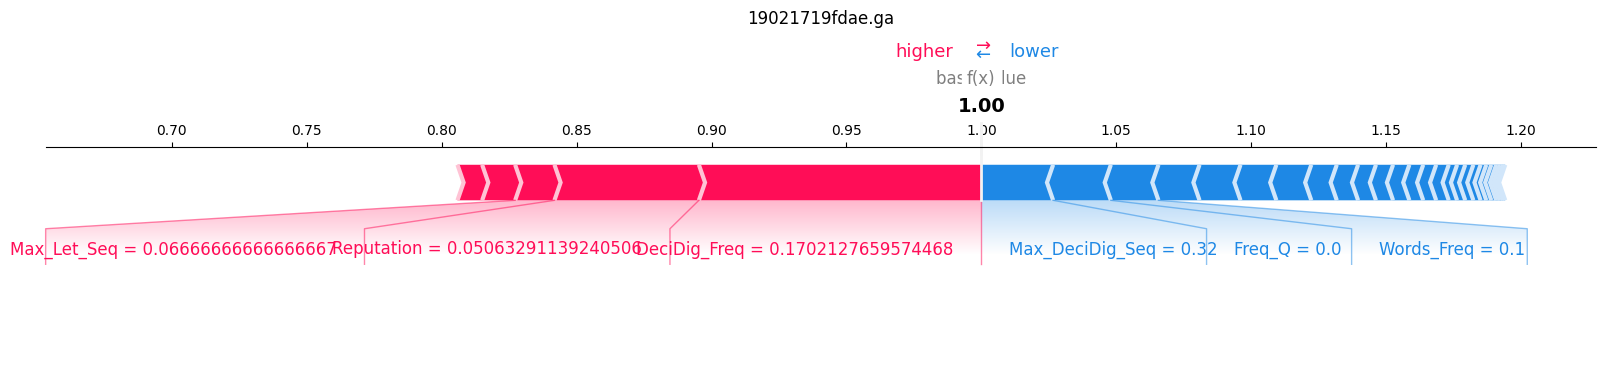 19021719fdae.ga
higher → ← lower
bas f(x) lue
1.00
0.70 0.75 0.80 0.85 0.90 0.95 1.00 1.05 1.10 1.15 1.20
Max_Let_Seq = 0.06666666666666667 Reputation = 0.05063291139240506 DeciDig_Freq = 0.1702127659574468 Max_DeciDig_Seq = 0.32 Freq_Q = 0.0 Words_Freq = 0.1